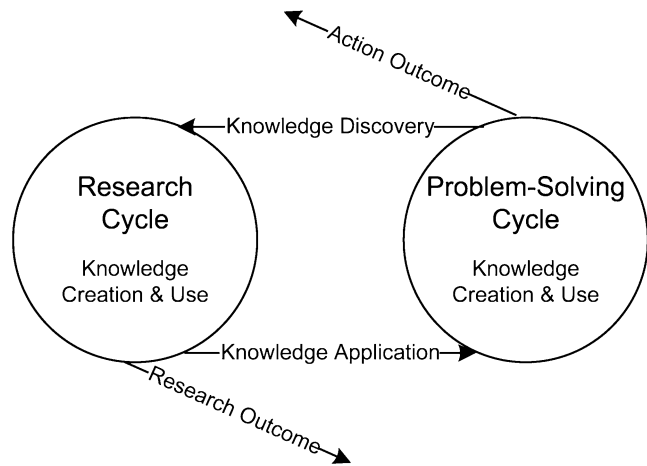 Action Outcome
Knowledge Discovery
Research
Cycle
Knowledge
Creation & Use
Problem-Solving
Cycle
Knowledge
Creation & Use
Knowledge Application
Research Outcome